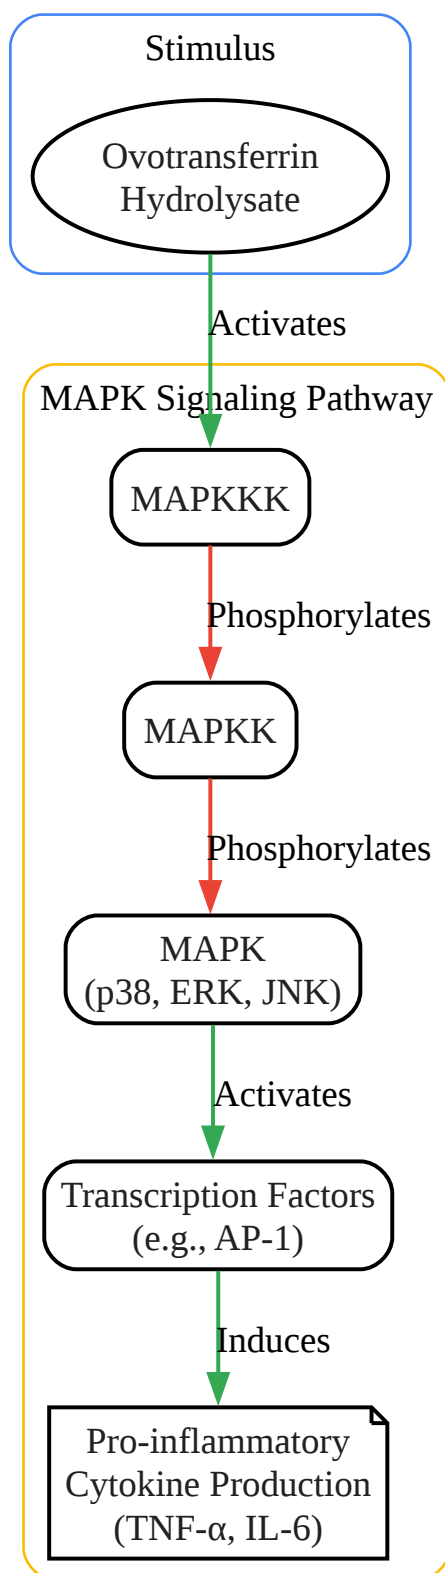 Stimulus
Ovotransferrin
Hydrolysate
Activates
MAPK Signaling Pathway
MAPKKK
Phosphorylates
MAPKK
Phosphorylates
MAPK
(p38, ERK, JNK)
Activates
Transcription Factors
(e.g., AP-1)
Induces
Pro-inflammatory
Cytokine Production
(TNF-α, IL-6)